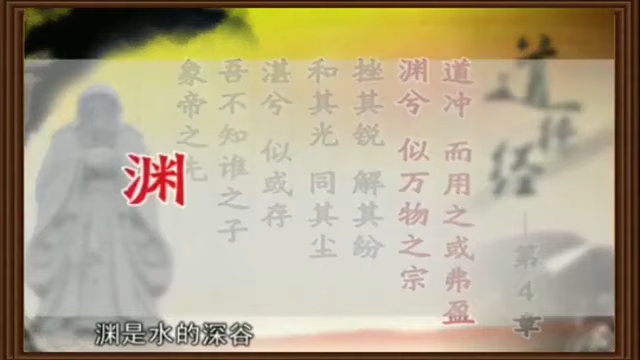 道德经
第4章
道冲 而用之或弗盈
渊兮 似万物之宗
挫其锐 解其纷
和其光 同其尘
湛兮 似或存
吾不知谁之子
象帝之先
渊
渊是水的深谷